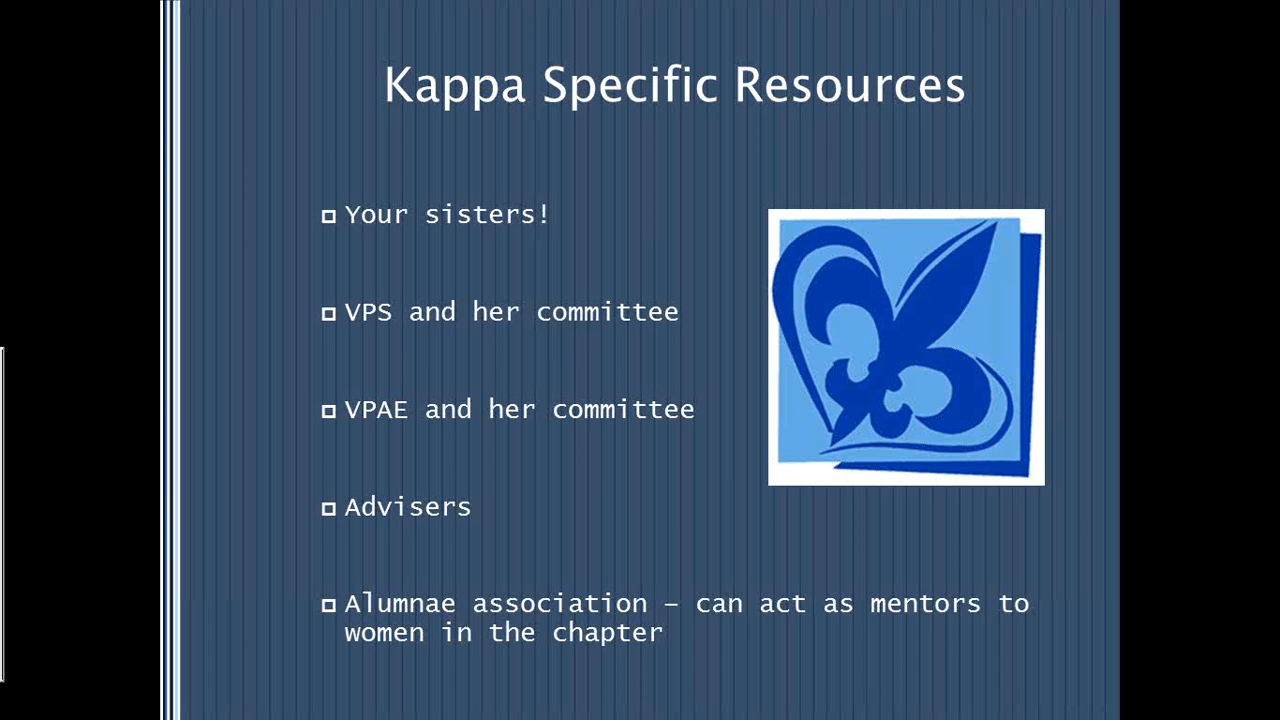 Kappa Specific Resources
Your sisters!
VPS and her committee
VPAE and her committee
Advisers
Alumnae association – can act as mentors to
women in the chapter